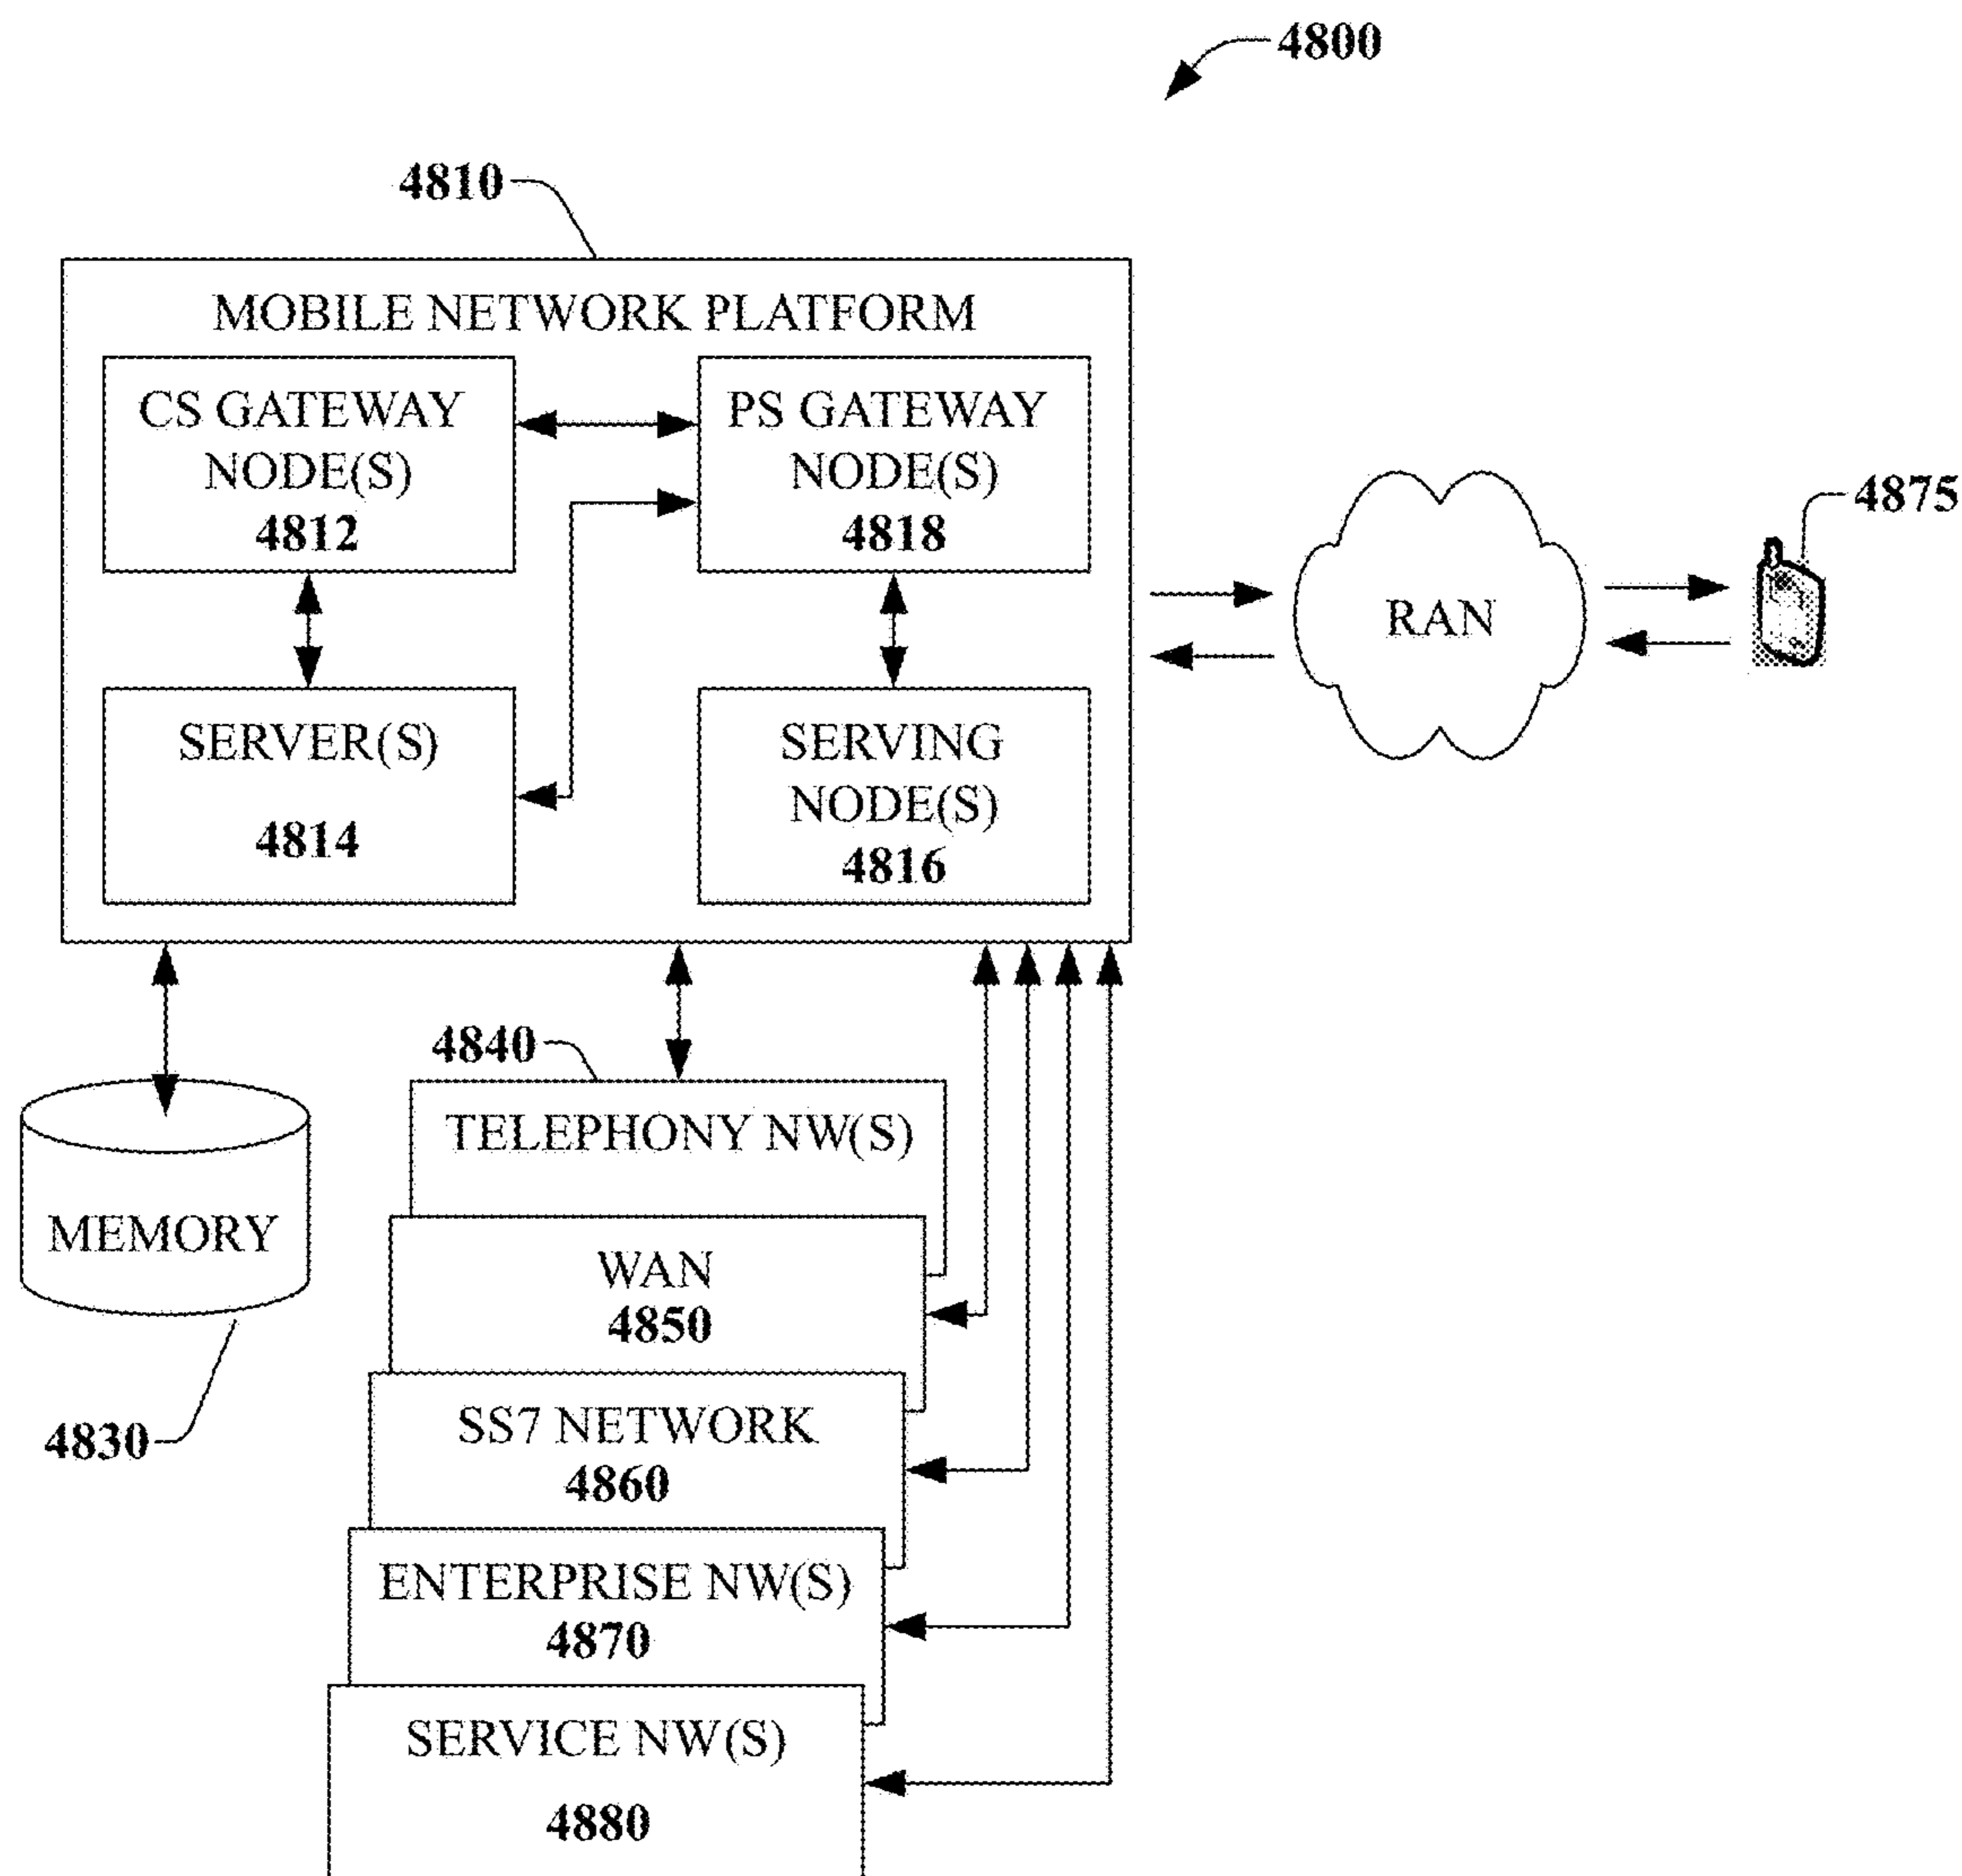 4800
4810
MOBILE NETWORK PLATFORM
CS GATEWAY
NODE(S)
4812
PS GATEWAY
NODE(S)
4818
SERVER(S)
4814
SERVING
NODE(S)
4816
RAN
4875
4840
TELEPHONY NW(S)
MEMORY
4830
WAN
4850
SS7 NETWORK
4860
ENTERPRISE NW(S)
4870
SERVICE NW(S)
4880